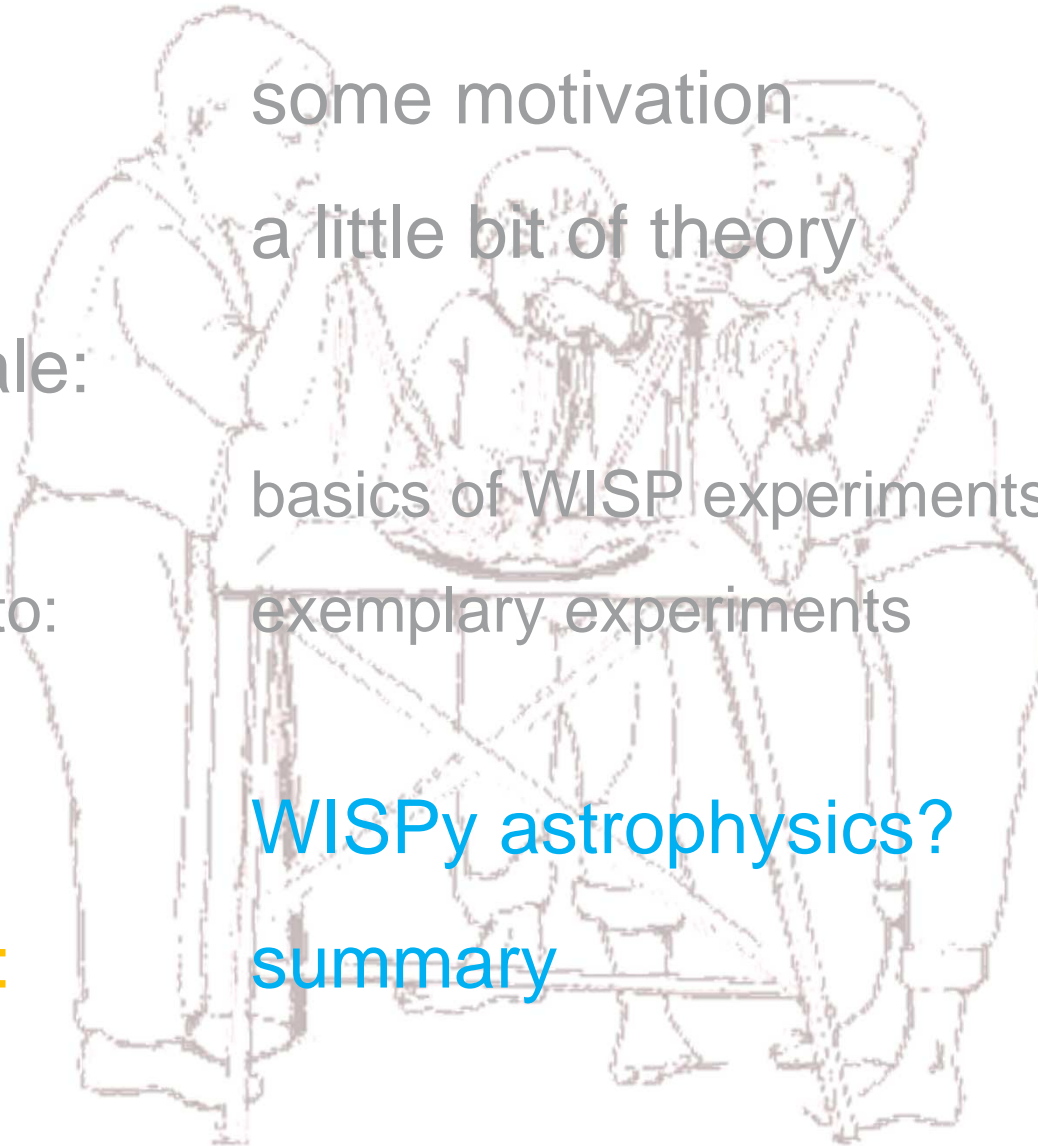 some motivation
a little bit of theory
ale:
basics of WISP experiments
to: exemplary experiments
WISPy astrophysics?
: summary